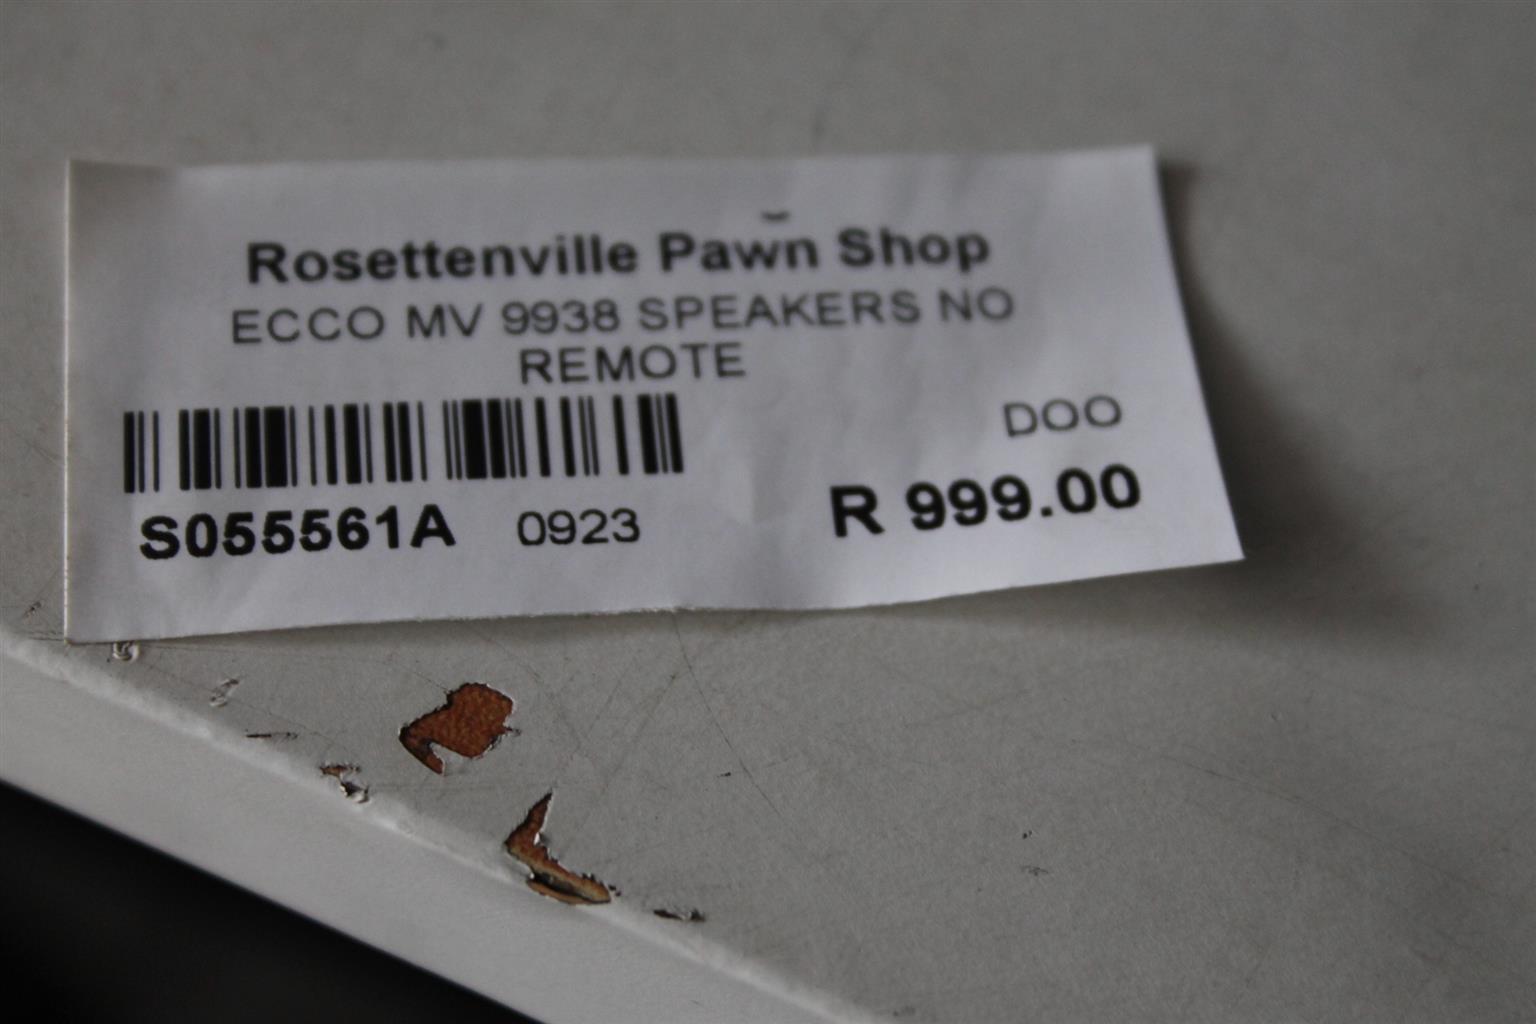 Rosettenville Pawn Shop
ECCO MV 9938 SPEAKERS NO
REMOTE
DOO
S055561A 0923 R 999.00